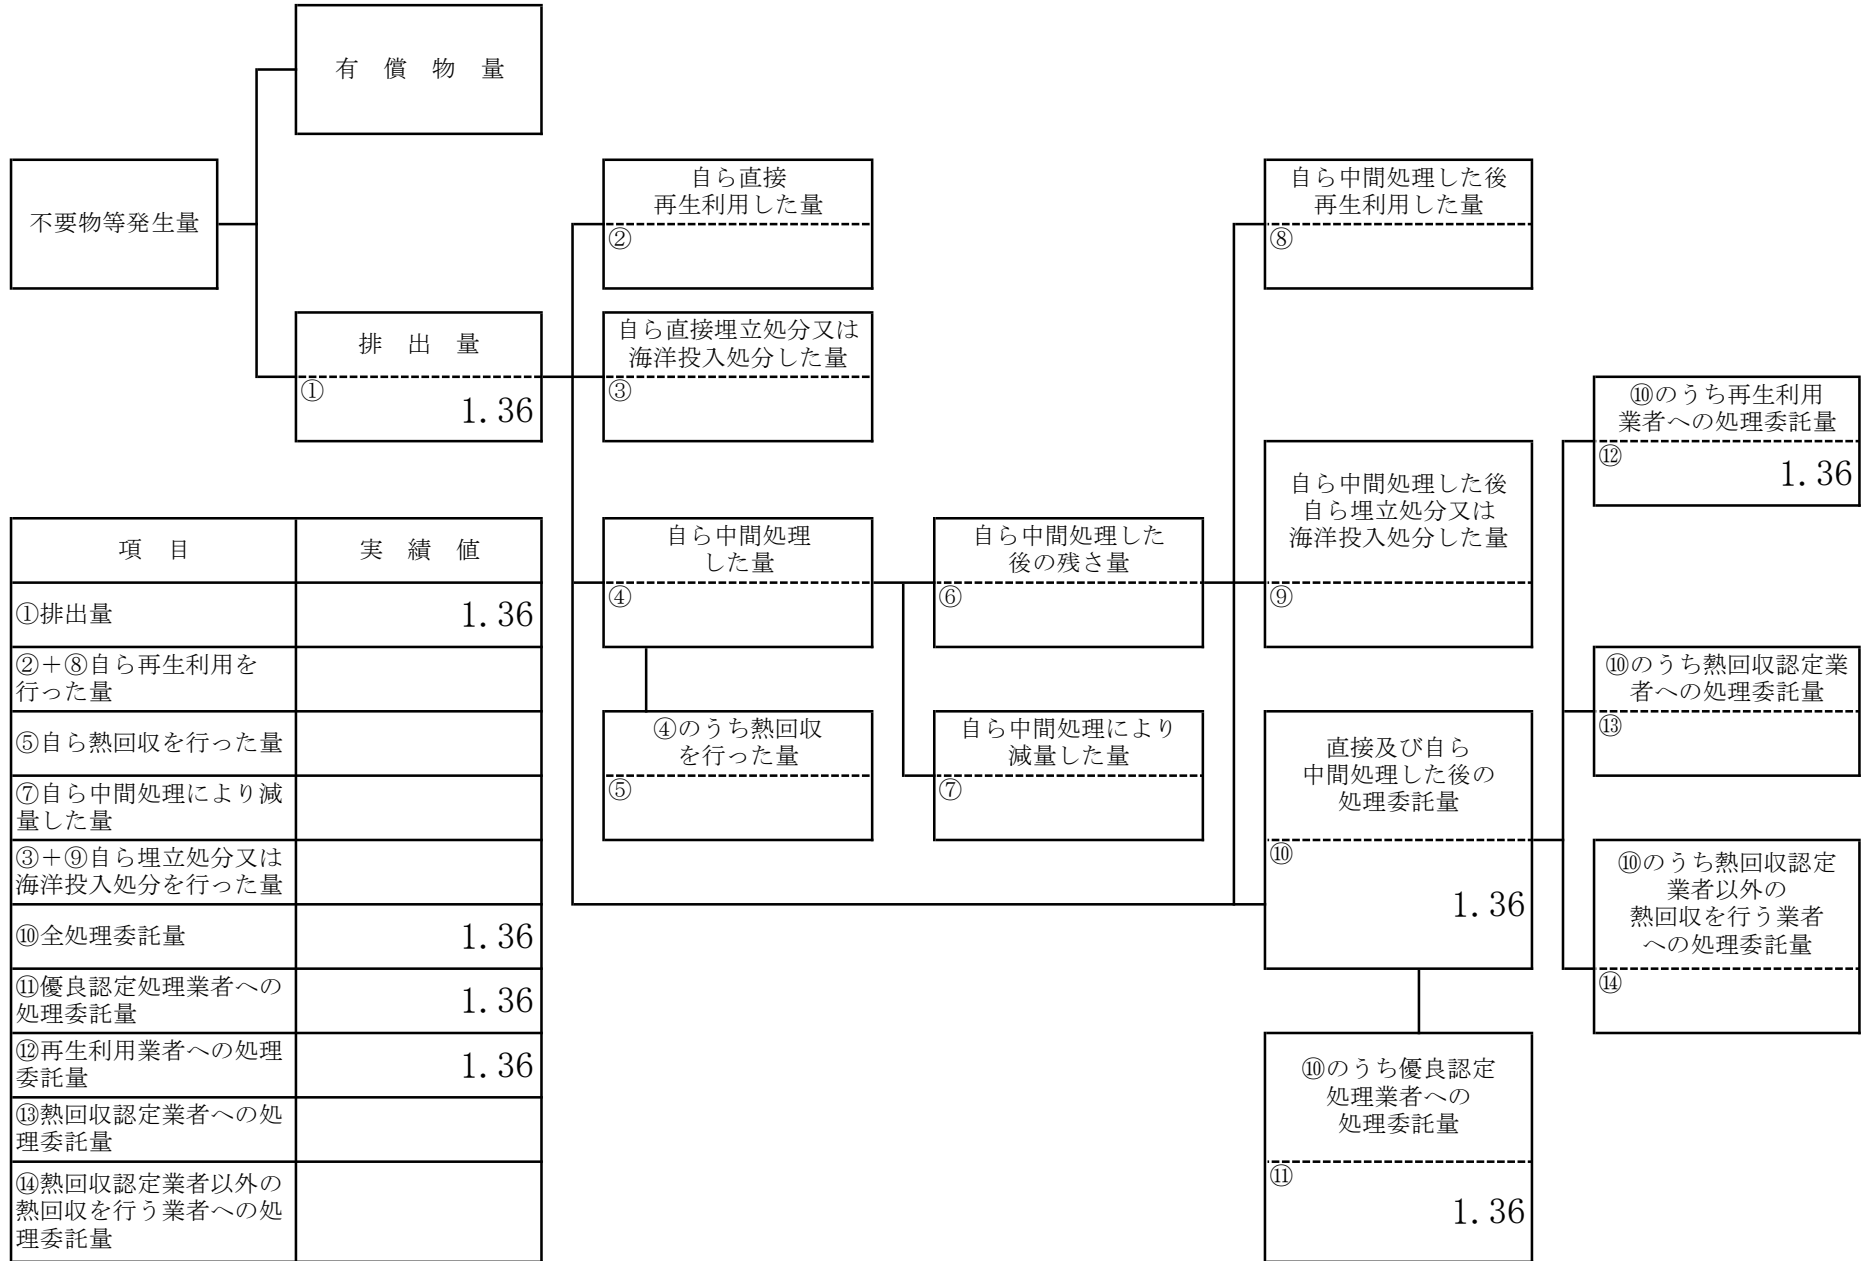 有 償 物 量
不要物等発生量
排 出 量
①
1.36
自ら直接
再生利用した量
②
自ら直接埋立処分又は
海洋投入処分した量
③
自ら中間処理
した量
④
④のうち熱回収
を行った量
⑤
自ら中間処理した
後の残さ量
⑥
自ら中間処理により
減量した量
⑦
自ら中間処理した後
再生利用した量
⑧
自ら中間処理した後
自ら埋立処分又は
海洋投入処分した量
⑨
直接及び自ら
中間処理した後の
処理委託量
⑩
1.36
⑩のうち優良認定
処理業者への
処理委託量
⑪
1.36
⑩のうち再生利用
業者への処理委託量
⑫
1.36
⑩のうち熱回収認定業
者への処理委託量
⑬
⑩のうち熱回収認定
業者以外の
熱回収を行う業者
への処理委託量
⑭
項 目
実 績 値
①排出量
1.36
②＋⑧自ら再生利用を
行った量
⑤自ら熱回収を行った量
⑦自ら中間処理により減
量した量
③＋⑨自ら埋立処分又は
海洋投入処分を行った量
⑩全処理委託量
1.36
⑪優良認定処理業者への
処理委託量
1.36
⑫再生利用業者への処理
委託量
1.36
⑬熱回収認定業者への処
理委託量
⑭熱回収認定業者以外の
熱回収を行う業者への処
理委託量